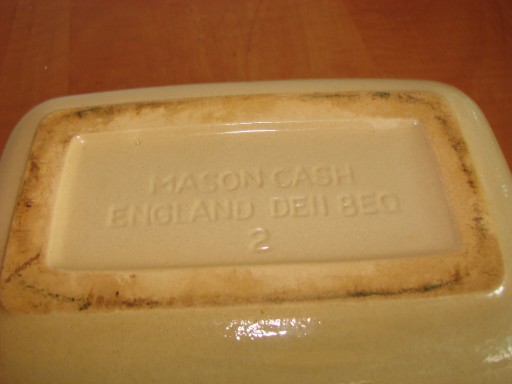 MASON CASH
ENGLAND DE11 8EQ
2